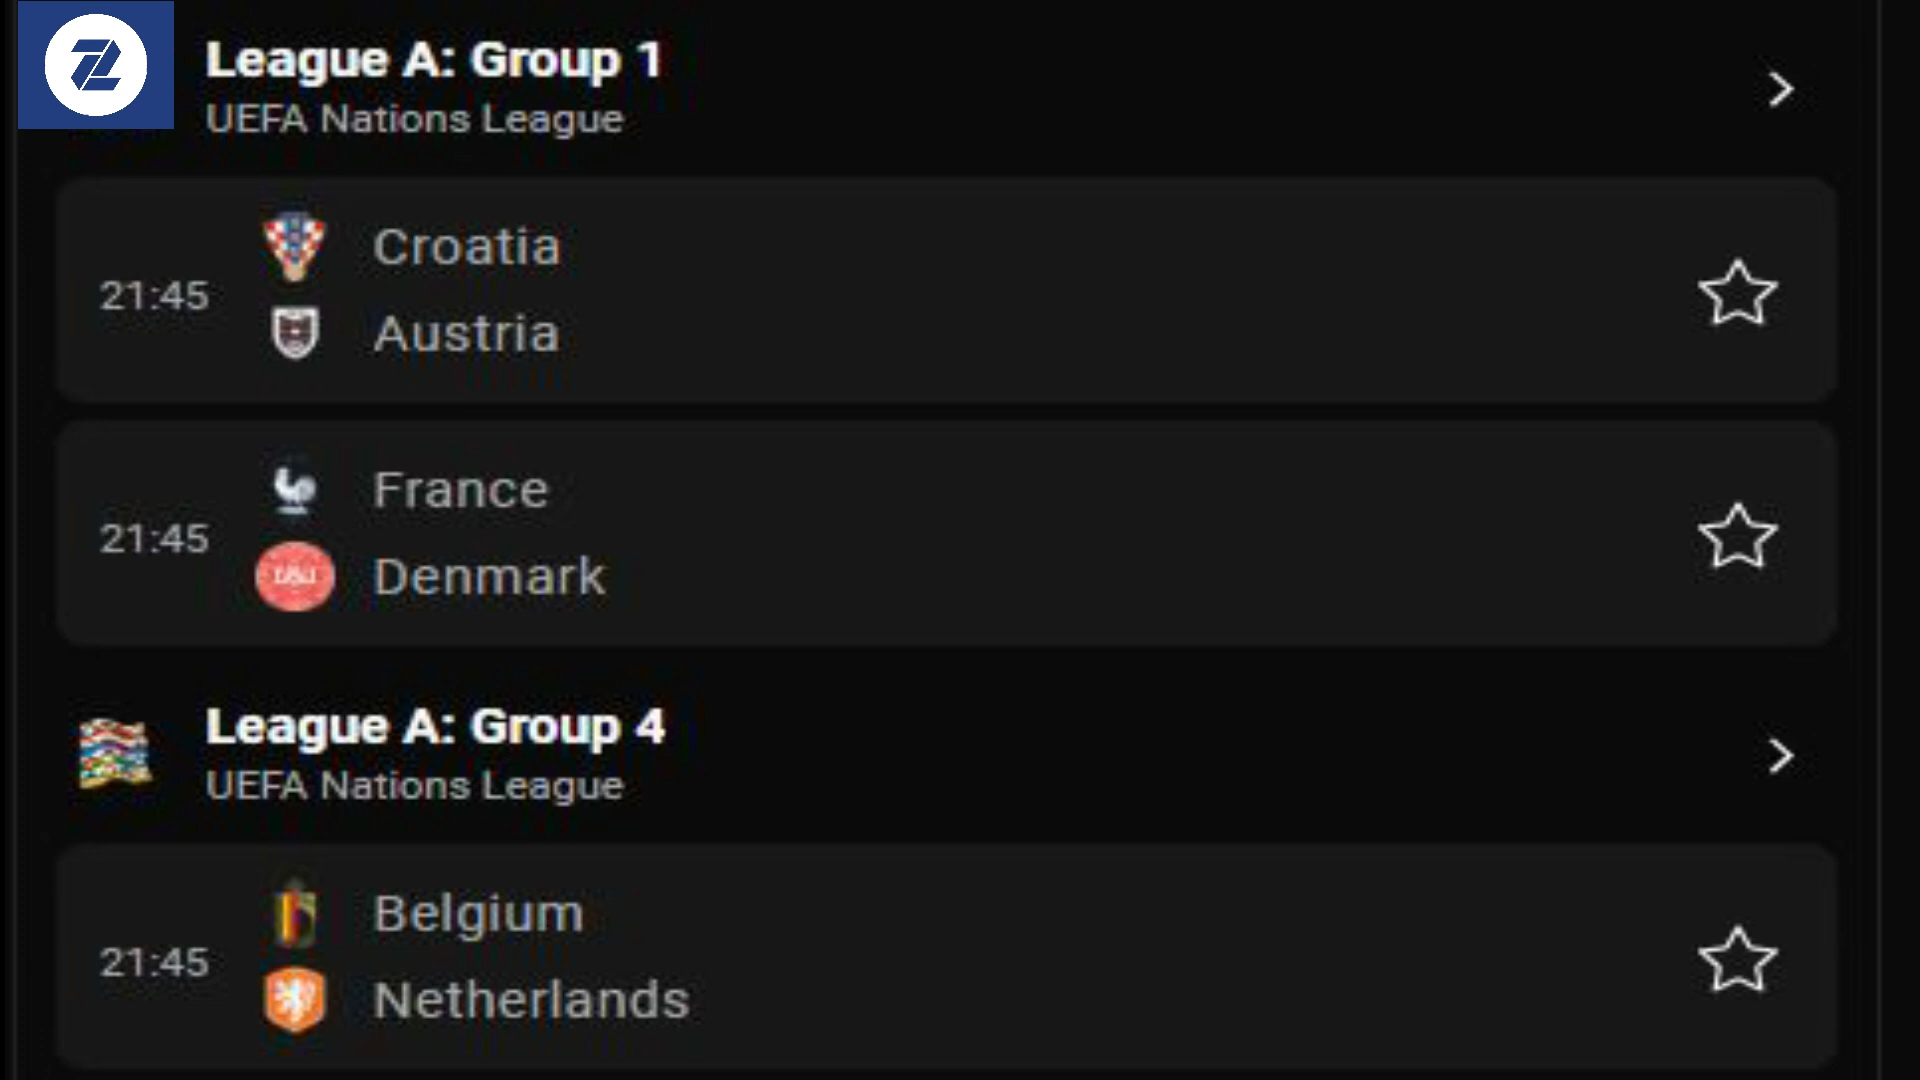 League A: Group 1
UEFA Nations League
21:45
Croatia
Austria
21:45
France
Denmark
League A: Group 4
UEFA Nations League
21:45
Belgium
Netherlands